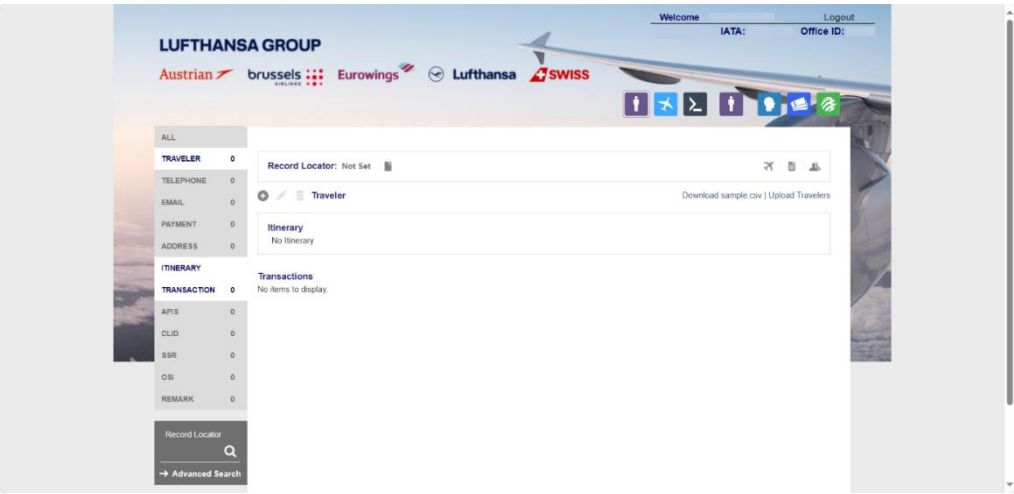 Welcome Logout
IATA: Office ID:
LUFTHANSA GROUP
Austrian brussels AIRLINES Eurowings Lufthansa SWISS
ALL
TRAVELER 0
TELEPHONE 0
EMAIL 0
PAYMENT 0
ADDRESS 0
ITINERARY
TRANSACTION 0
APIS 0
CLID 0
SSR 0
OSI 0
REMARK 0
Record Locator
Advanced Search
Record Locator: Not Set
Traveler Download sample.csv | Upload Travelers
Itinerary
No Itinerary
Transactions
No items to display.